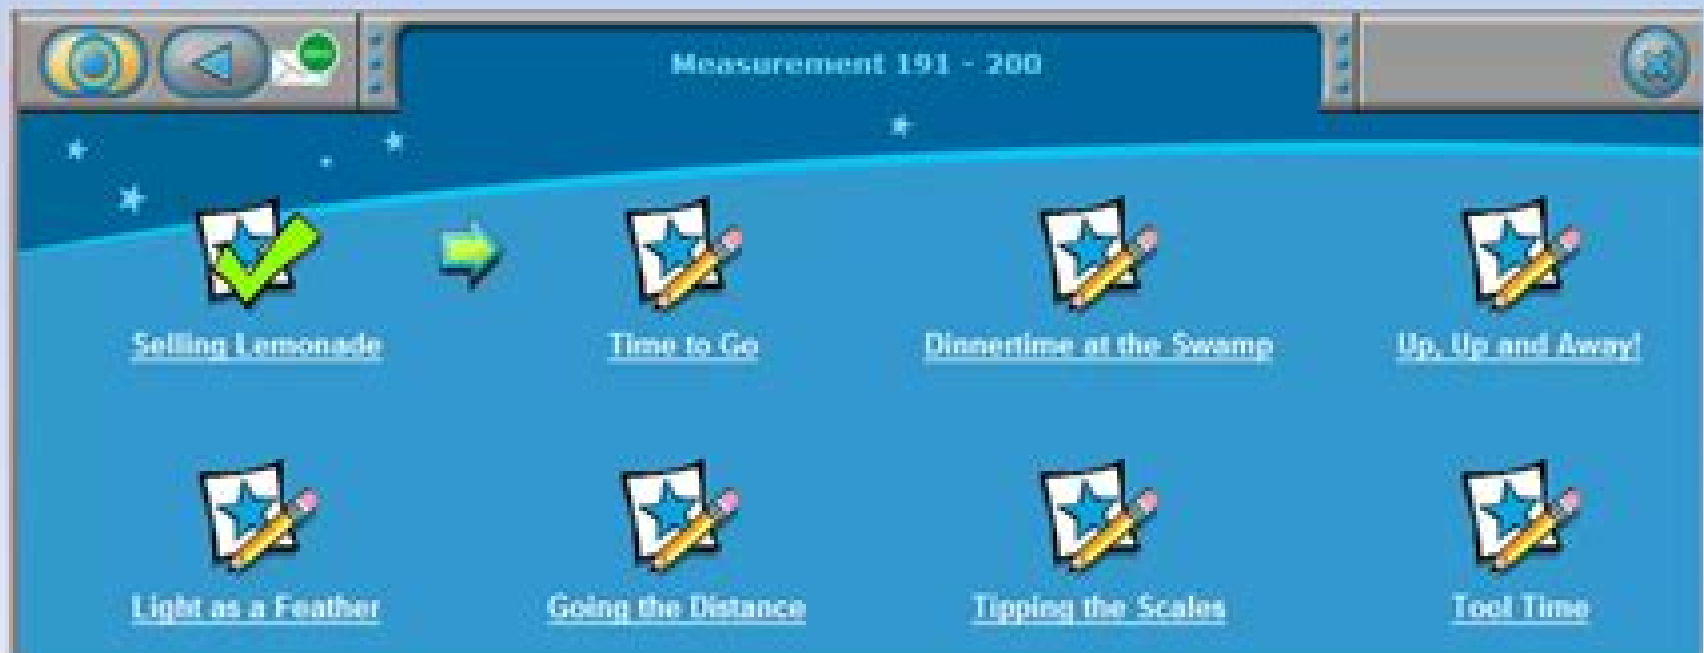 Measurement 191 - 200
Selling Lemonade
Time to Go
Dinnertime at the Swamp
Up, Up and Away!
Light as a Feather
Going the Distance
Tipping the Scales
Tool Time